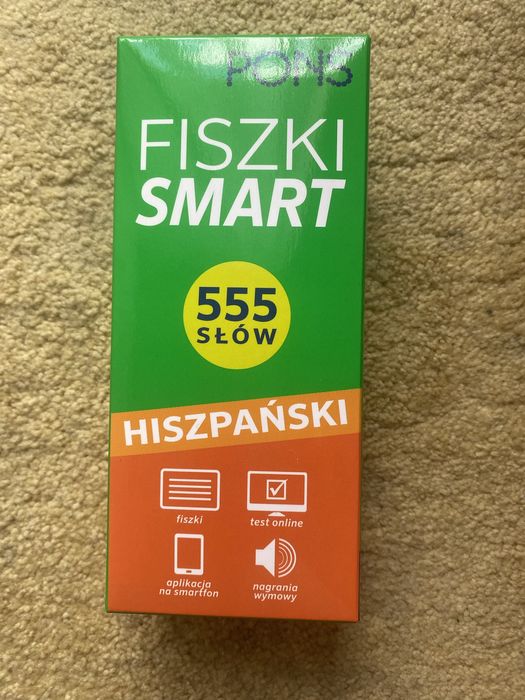 PONS
FISZKI
SMART
555
SŁÓW
HISZPAŃSKI
fiszki
test online
aplikacja
na smartfon
nagrania
wymowy